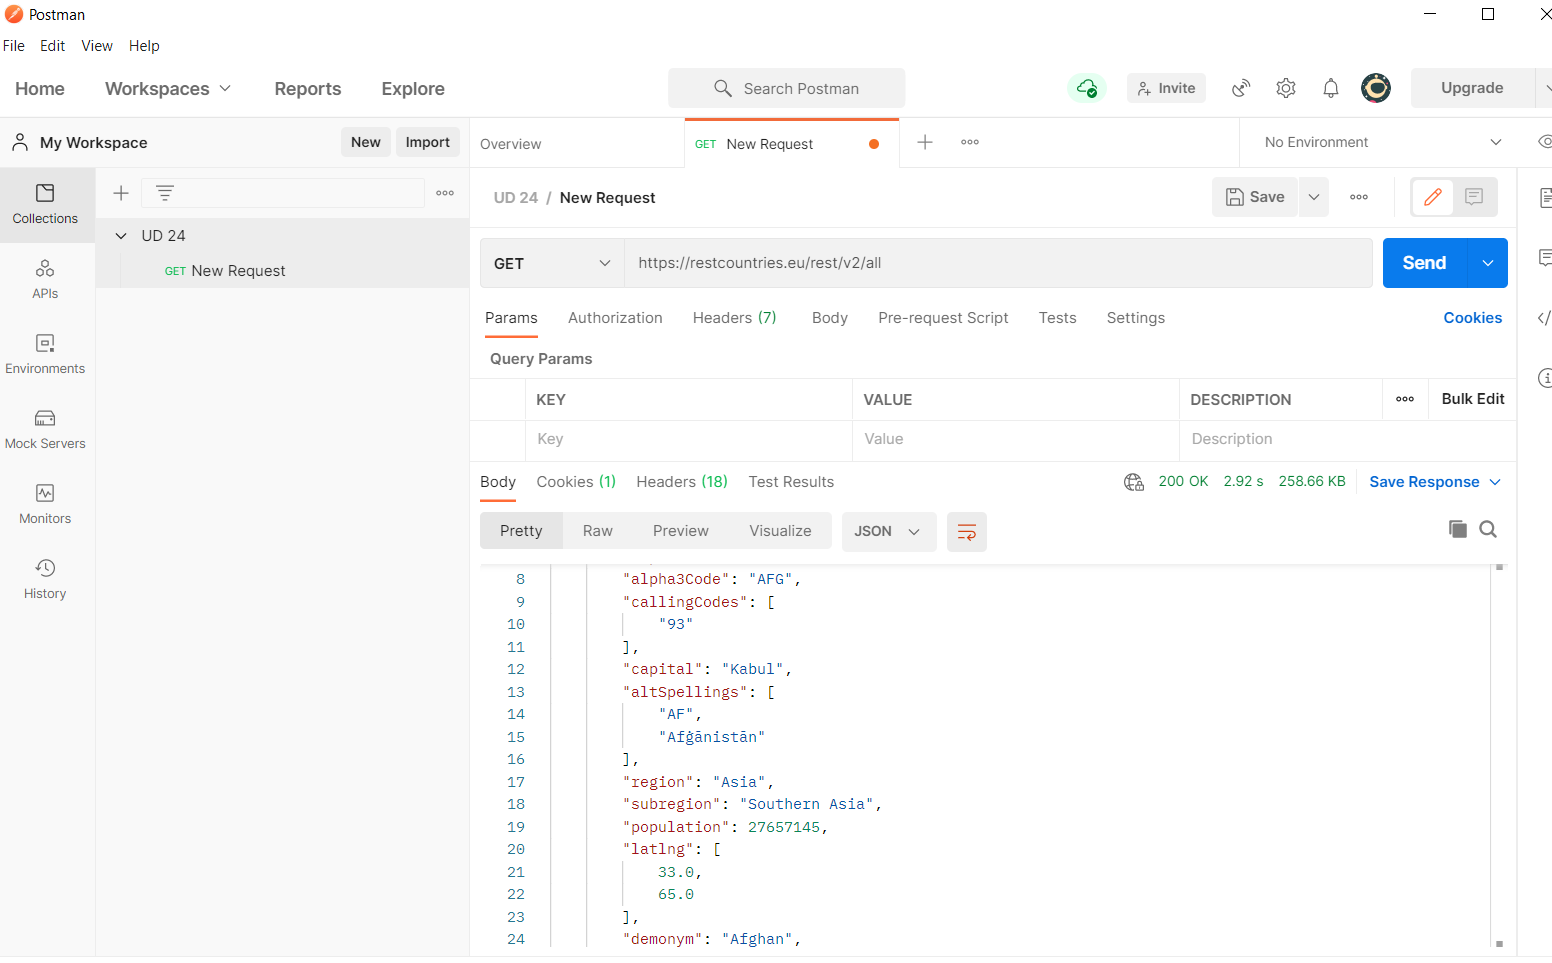 Postman
File Edit View Help
Home Workspaces Reports Explore Search Postman Invite Upgrade
My Workspace New Import Overview GET New Request No Environment
Collections
UD 24
GET New Request
APIs
Environments
Mock Servers
Monitors
History
UD 24 / New Request Save
GET https://restcountries.eu/rest/v2/all Send
Params Authorization Headers (7) Body Pre-request Script Tests Settings Cookies
Query Params
KEY VALUE DESCRIPTION Bulk Edit
Key Value Description
Body Cookies (1) Headers (18) Test Results 200 OK 2.92 s 258.66 KB Save Response
Pretty Raw Preview Visualize JSON
8 "alpha3Code": "AFG",
9 "callingCodes": [
10 "93"
11 ],
12 "capital": "Kabul",
13 "altSpellings": [
14 "AF",
15 "Afġānistān"
16 ],
17 "region": "Asia",
18 "subregion": "Southern Asia",
19 "population": 27657145,
20 "latlng": [
21 33.0,
22 65.0
23 ],
24 "demonym": "Afghan",